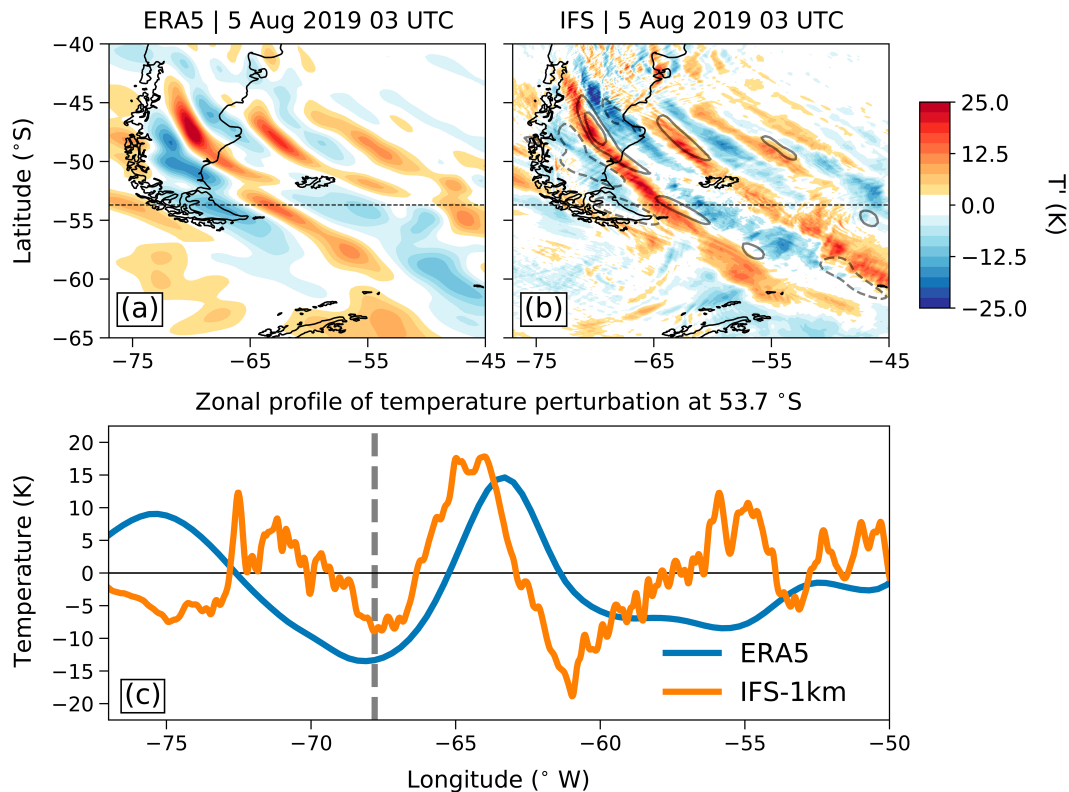 ERA5 | 5 Aug 2019 03 UTC
IFS | 5 Aug 2019 03 UTC
−40
−45
−50
−55
−60
−65
Latitude (°S)
(a)
(b)
−75
−65
−55
−45
−75
−65
−55
−45
25.0
12.5
0.0
−12.5
−25.0
T' (K)
Zonal profile of temperature perturbation at 53.7 °S
20
15
10
5
0
−5
−10
−15
−20
Temperature (K)
(c)
ERA5
IFS-1km
−75
−70
−65
−60
−55
−50
Longitude (° W)